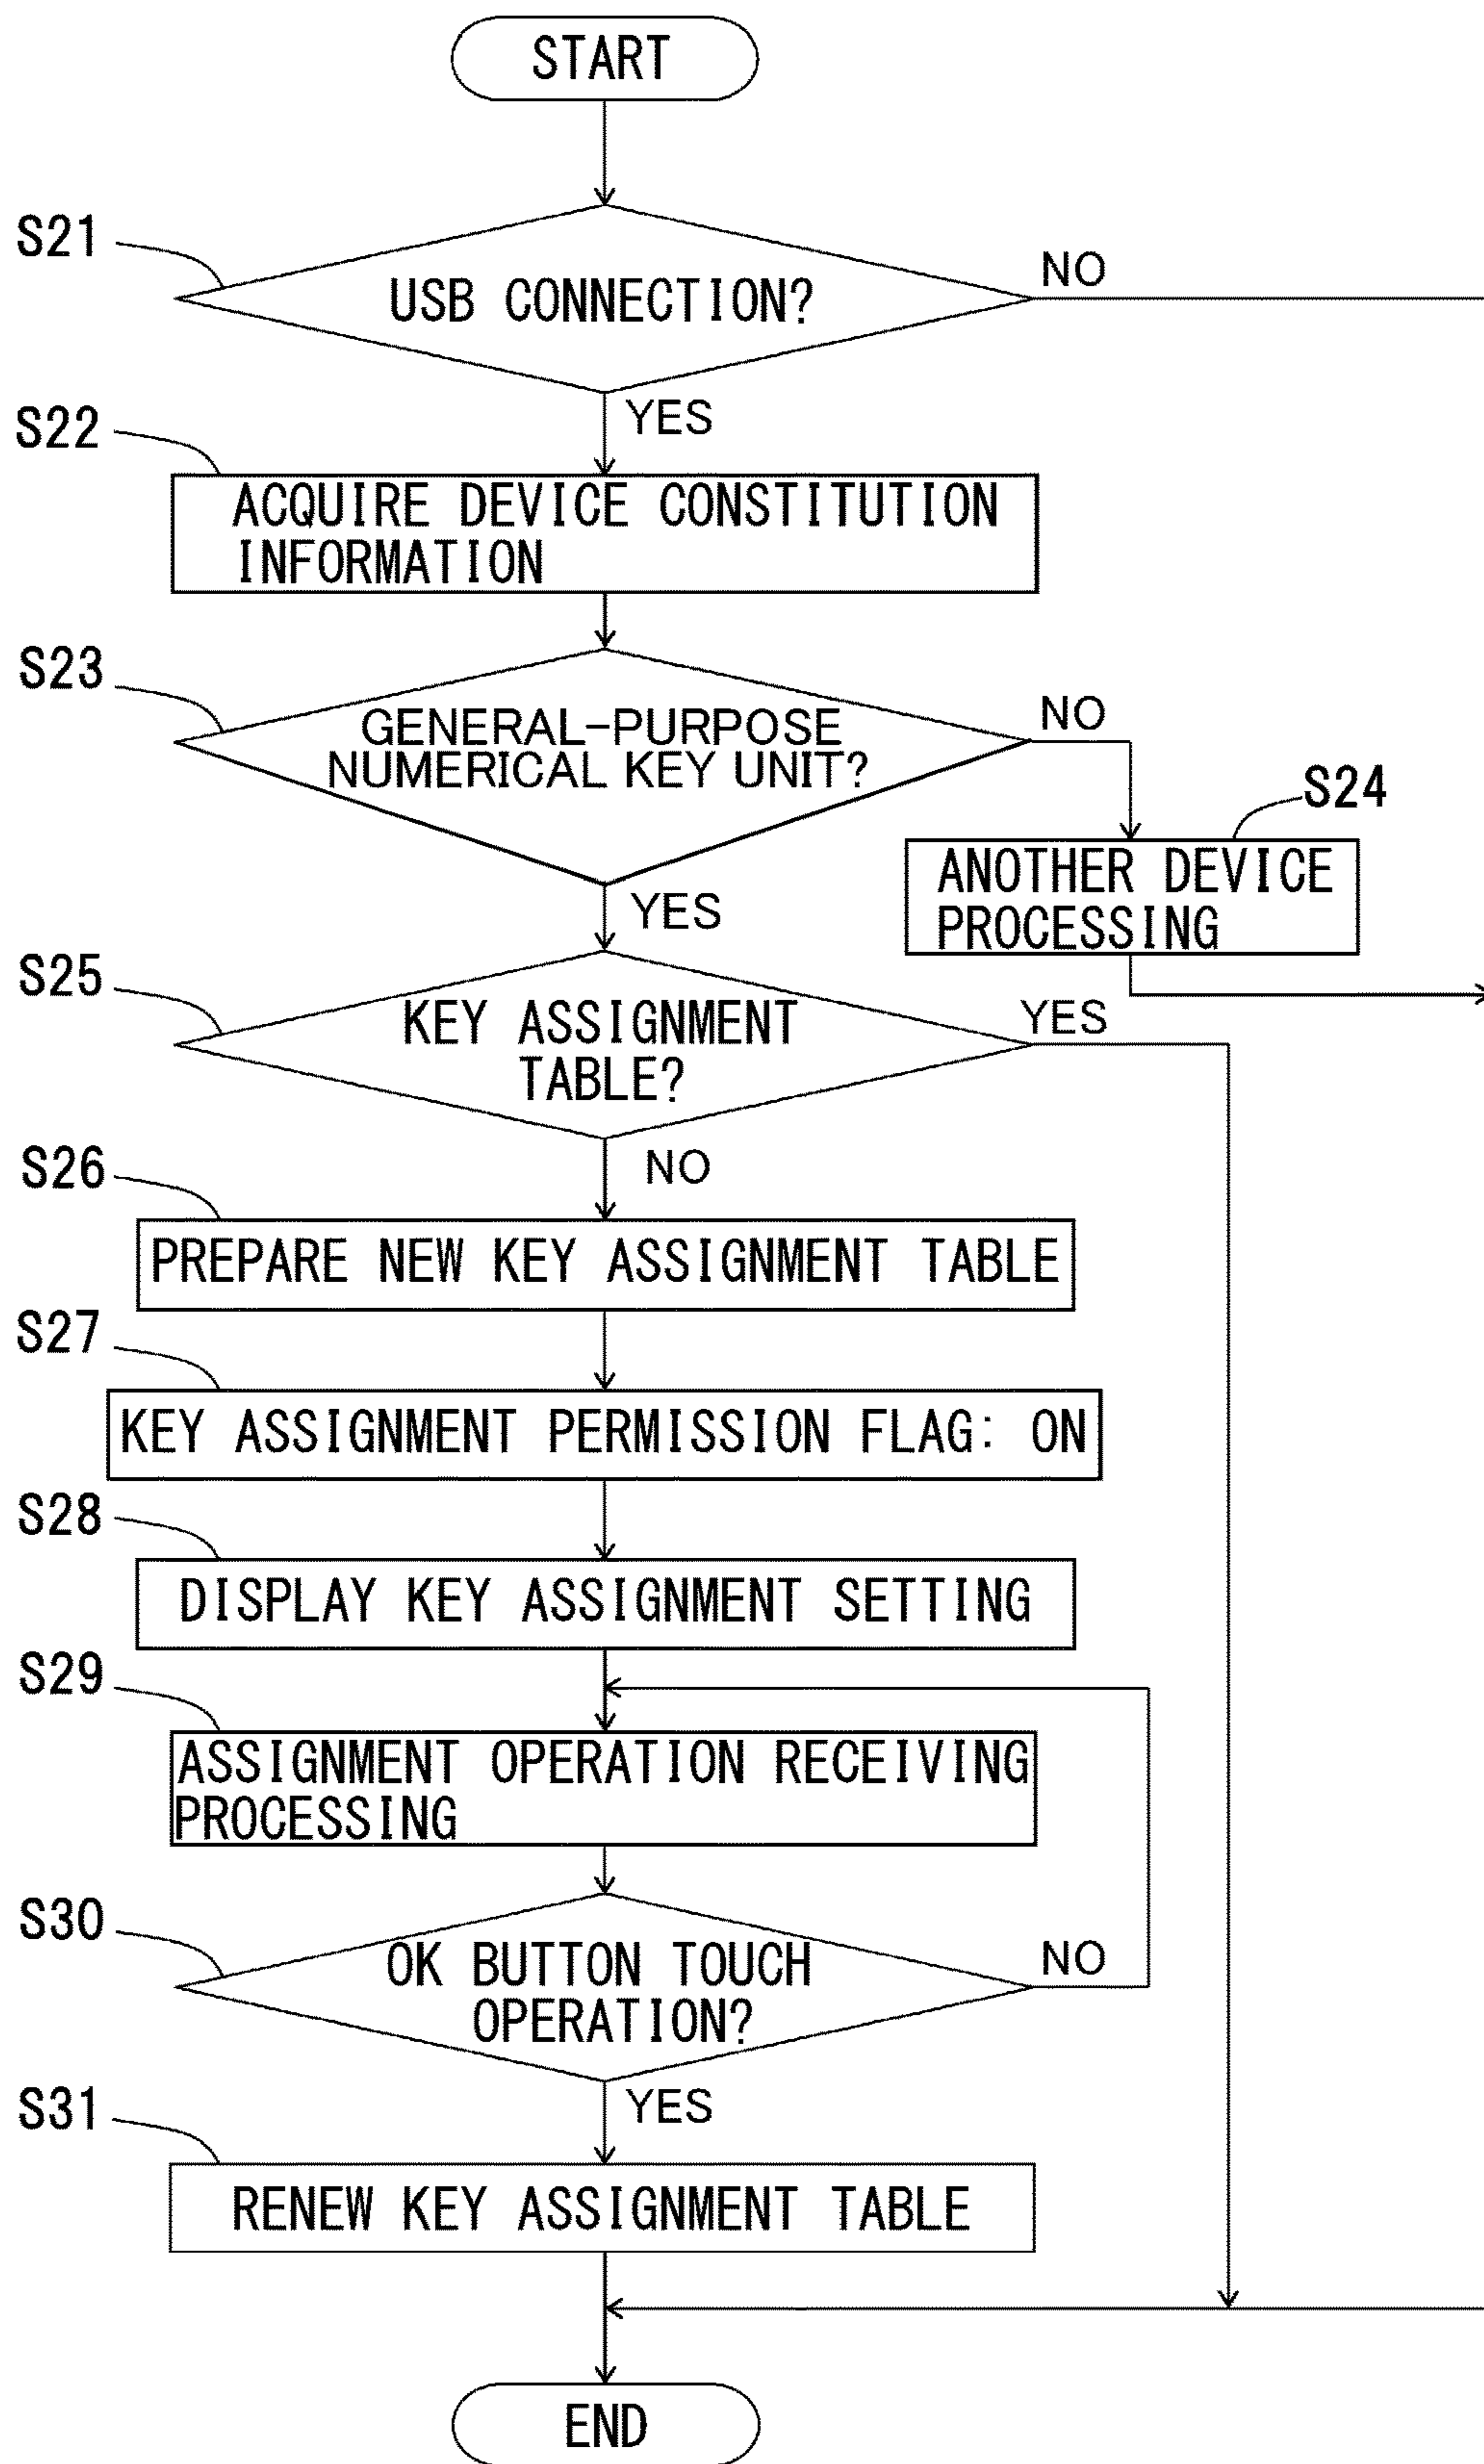 START
S21
USB CONNECTION?
NO
YES
S22
ACQUIRE DEVICE CONSTITUTION
INFORMATION
S23
GENERAL-PURPOSE
NUMERICAL KEY UNIT?
NO
YES
S24
ANOTHER DEVICE
PROCESSING
S25
KEY ASSIGNMENT
TABLE?
YES
NO
S26
PREPARE NEW KEY ASSIGNMENT TABLE
S27
KEY ASSIGNMENT PERMISSION FLAG: ON
S28
DISPLAY KEY ASSIGNMENT SETTING
S29
ASSIGNMENT OPERATION RECEIVING
PROCESSING
S30
OK BUTTON TOUCH
OPERATION?
NO
YES
S31
RENEW KEY ASSIGNMENT TABLE
END